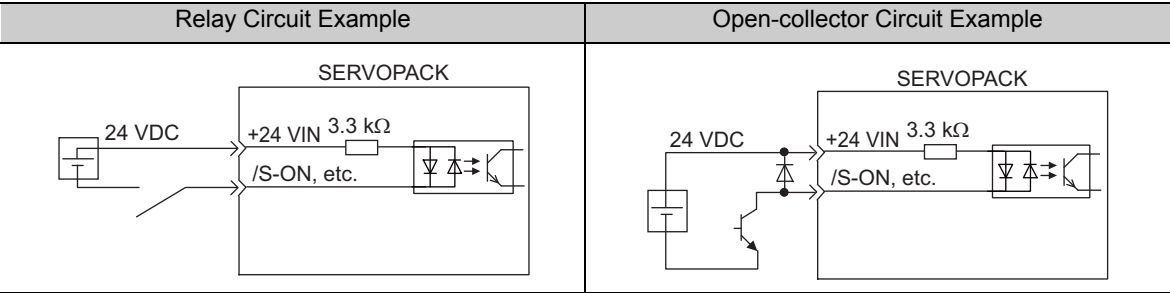 Relay Circuit Example
Open-collector Circuit Example
SERVOPACK
24 VDC
+24 VIN
3.3 kΩ
/S-ON, etc.
SERVOPACK
24 VDC
+24 VIN
3.3 kΩ
/S-ON, etc.